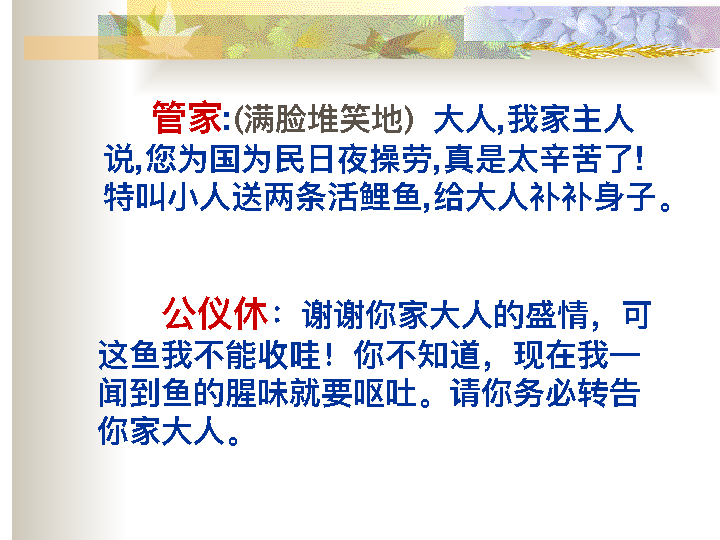 管家:(满脸堆笑地）大人,我家主人
说,您为国为民日夜操劳,真是太辛苦了!
特叫小人送两条活鲤鱼,给大人补补身子。
公仪休：谢谢你家大人的盛情，可
这鱼我不能收哇！你不知道，现在我一
闻到鱼的腥味就要呕吐。请你务必转告
你家大人。